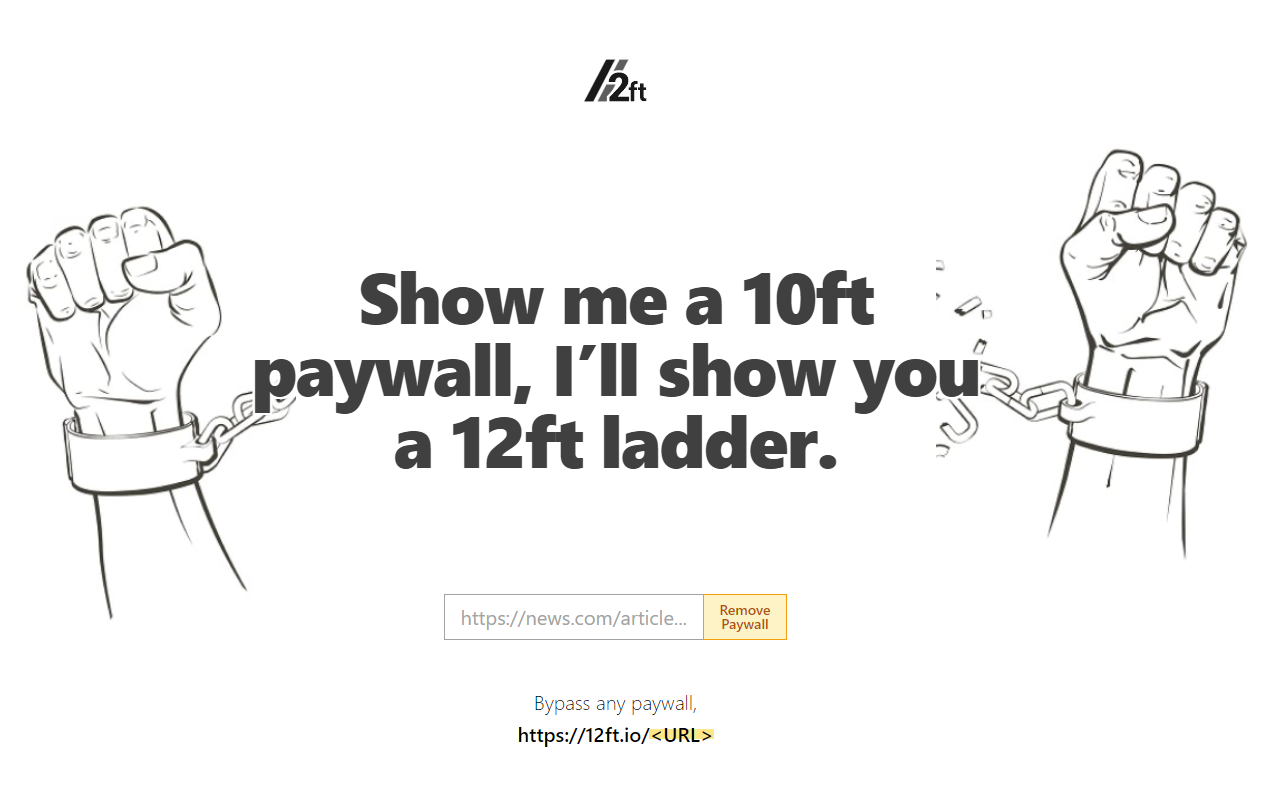 12ft
Show me a 10ft
paywall, I’ll show you
a 12ft ladder.
https://news.com/article...
Remove
Paywall
Bypass any paywall,
https://12ft.io/<URL>